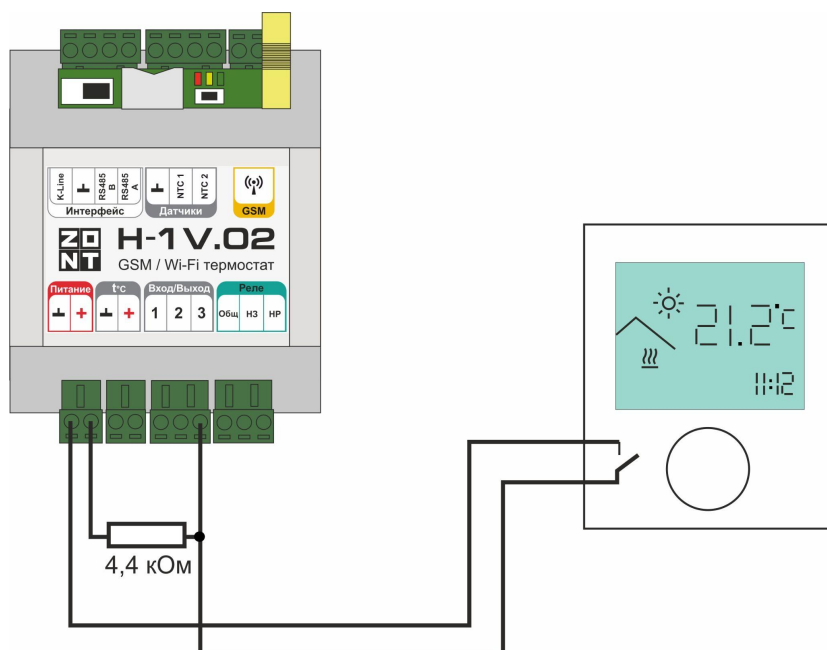 K-Line
⊥
RS485 B
RS485 A
Интерфейс
⊥
NTC 1
NTC 2
Датчики
GSM
ZONT
H-1V.02
GSM / Wi-Fi термостат
Питание
⊥ +
t°C
⊥ +
Вход/Выход
1 2 3
Реле
Общ НЗ НР
21.2°c
11:12
4,4 кОм